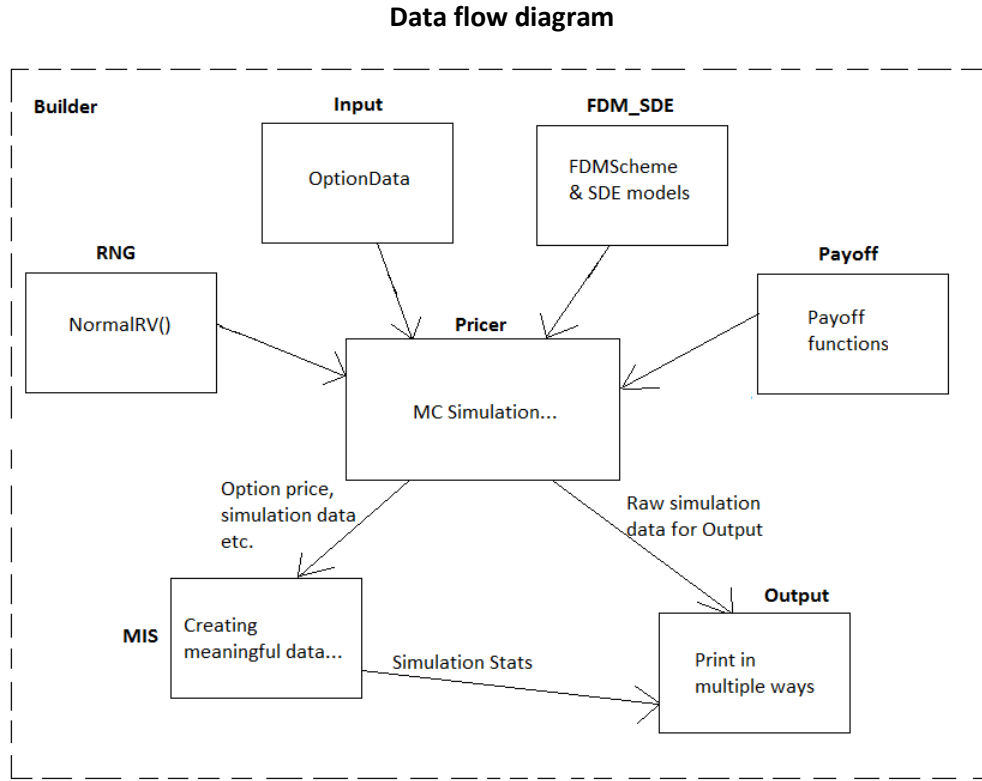 Data flow diagram
Builder
Input
FDM_SDE
OptionData
FDMScheme
& SDE models
RNG
Payoff
NormalRV()
Pricer
Payoff
functions
MC Simulation...
Option price,
simulation data
etc.
Raw simulation
data for Output
Output
MIS
Creating
meaningful data...
Simulation Stats
Print in
multiple ways